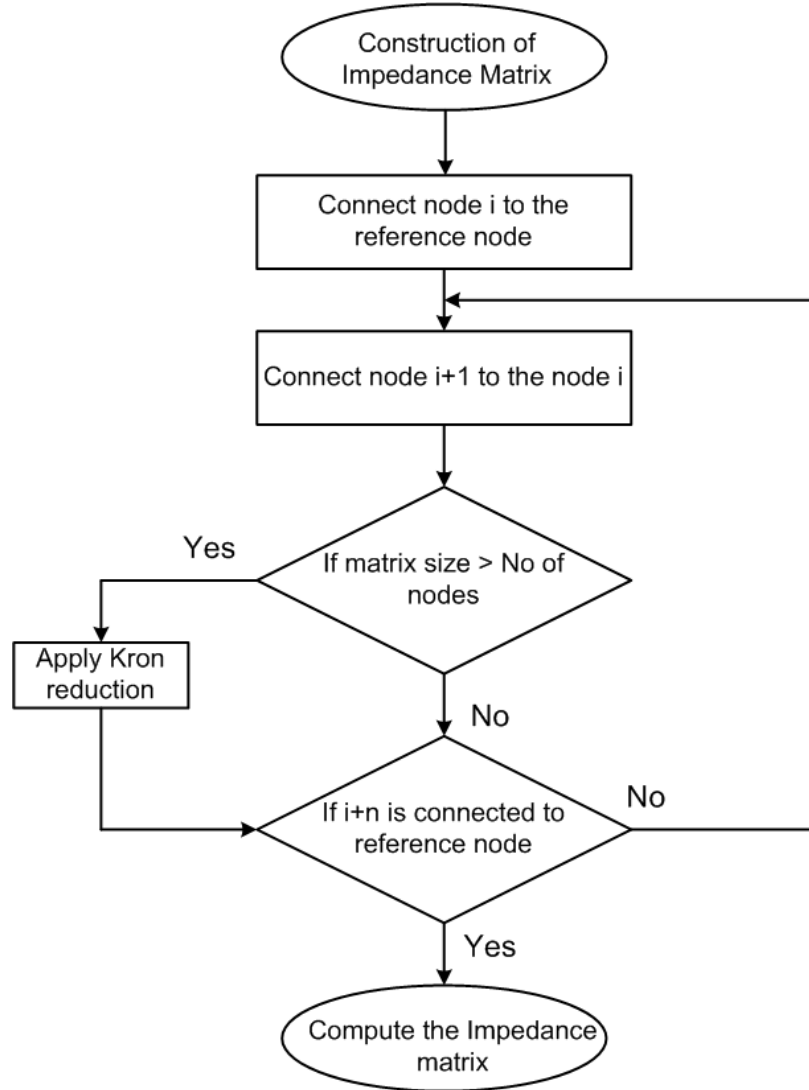 Construction of
Impedance Matrix
Connect node i to the
reference node
Connect node i+1 to the node i
Yes
If matrix size > No of
nodes
Apply Kron
reduction
No
If i+n is connected to
reference node
No
Yes
Compute the Impedance
matrix